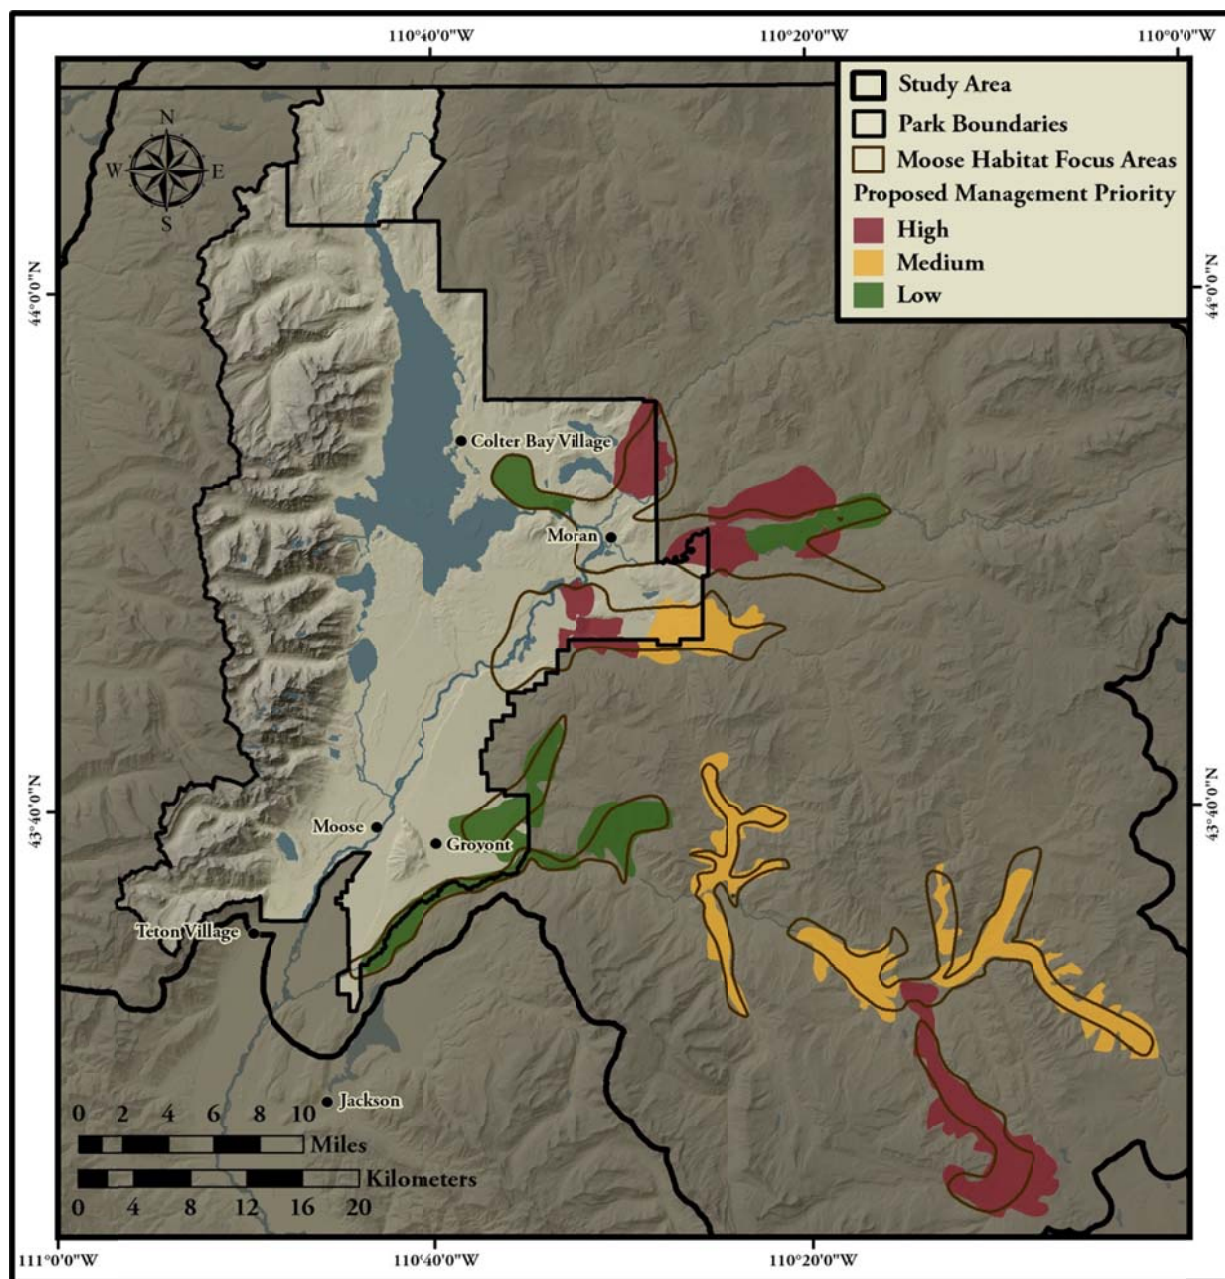 110°40'0"W 110°20'0"W 110°0'0"W
Study Area
Park Boundaries
Moose Habitat Focus Areas
Proposed Management Priority
High
Medium
Low
N
W E
S
44°0'0"N
44°0'0"N
Colter Bay Village
Moran
43°40'0"N
43°40'0"N
Moose
Grovont
Teton Village
Jackson
0 2 4 6 8 10
Miles
Kilometers
0 4 8 12 16 20
111°0'0"W 110°40'0"W 110°20'0"W